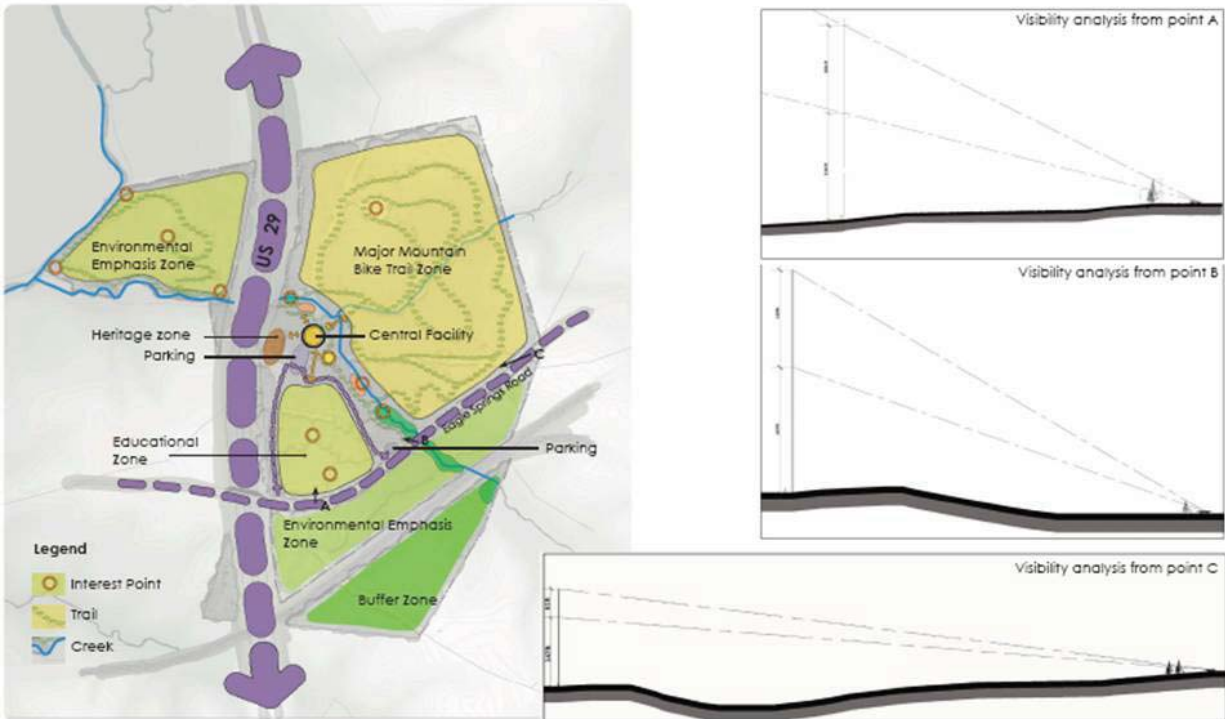 US 29
Environmental
Emphasis Zone
Major Mountain
Bike Trail Zone
Heritage zone
Central Facility
Parking
C
Eagle Springs Road
Educational
Zone
B
Parking
A
Environmental Emphasis
Zone
Buffer Zone
Legend
Interest Point
Trail
Creek
Visibility analysis from point A
Visibility analysis from point B
Visibility analysis from point C